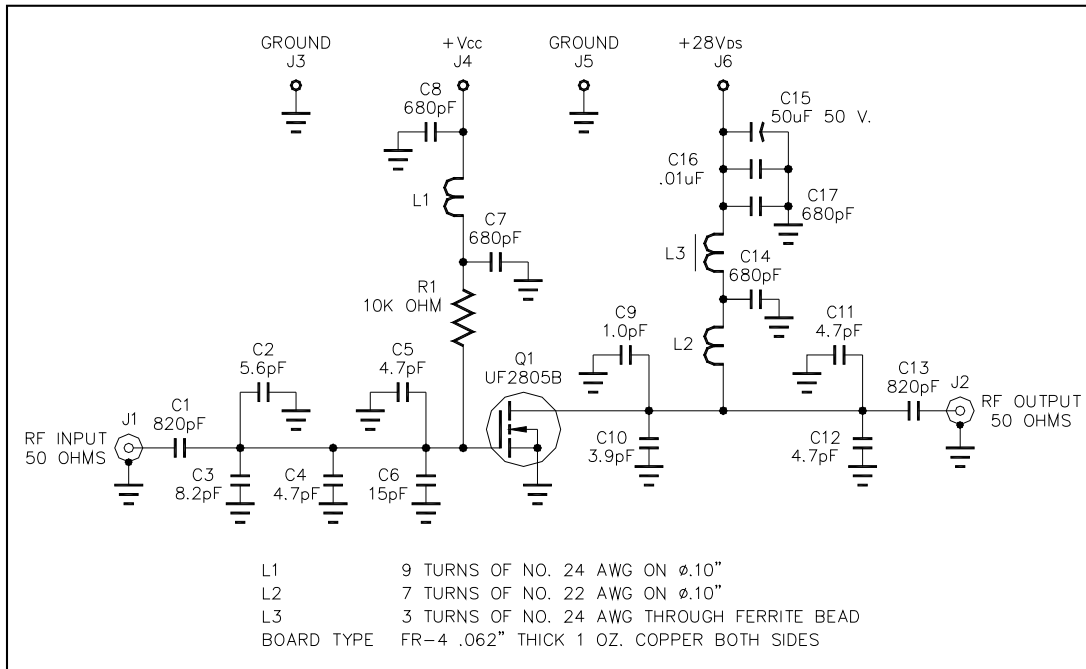 GROUND
J3
+Vcc
J4
GROUND
J5
+28VDS
J6
C8
680pF
C15
50uF 50 V.
C16
.01uF
C17
680pF
L1
C7
680pF
L3
C14
680pF
R1
10K OHM
C9
1.0pF
L2
C11
4.7pF
C2
5.6pF
C5
4.7pF
Q1
UF2805B
C13
820pF
J2
RF OUTPUT
50 OHMS
J1
C1
820pF
RF INPUT
50 OHMS
C3
8.2pF
C4
4.7pF
C6
15pF
C10
3.9pF
C12
4.7pF
L1 9 TURNS OF NO. 24 AWG ON ø.10"
L2 7 TURNS OF NO. 22 AWG ON ø.10"
L3 3 TURNS OF NO. 24 AWG THROUGH FERRITE BEAD
BOARD TYPE FR-4 .062" THICK 1 OZ. COPPER BOTH SIDES